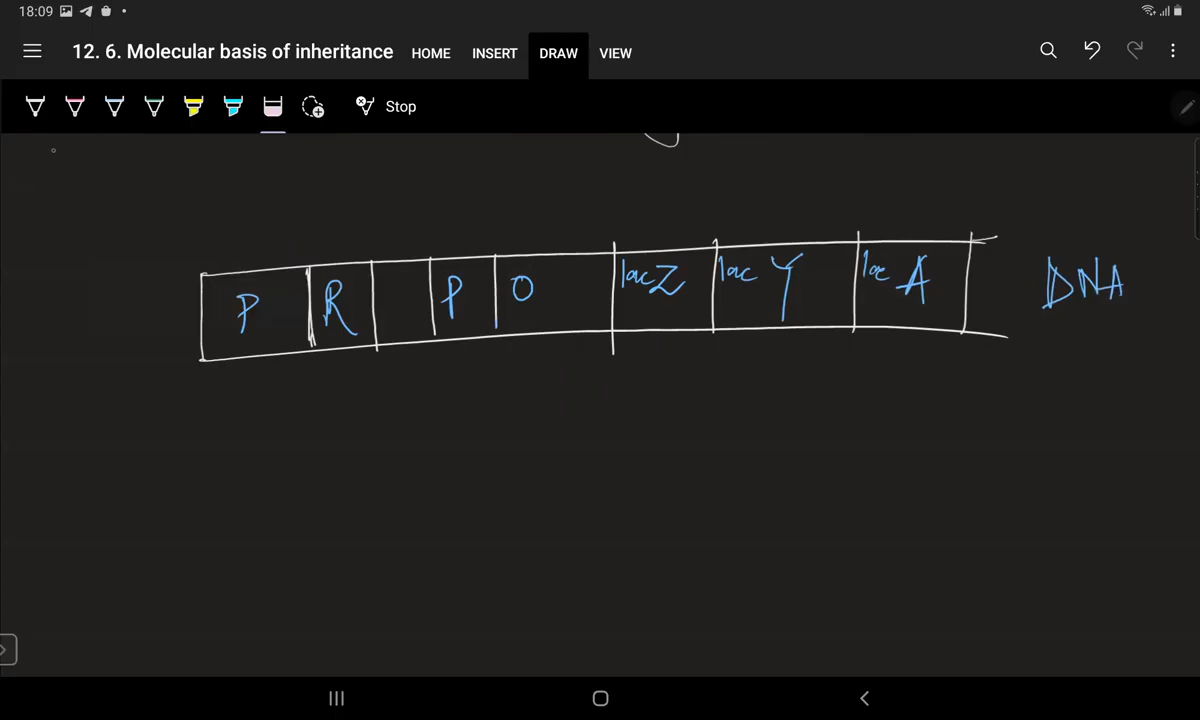 18:09
12. 6. Molecular basis of inheritance HOME INSERT DRAW VIEW
Stop
P R P O lacZ lac Y lac A DNA